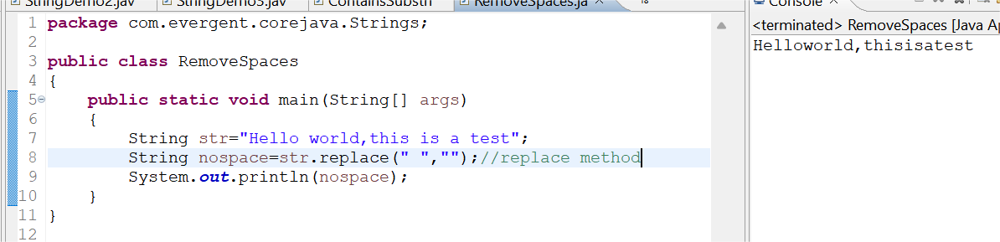 StringDemo2.jav StringDemo3.jav ContainsSubstri RemoveSpaces.ja
1 package com.evergent.corejava.Strings;
2
3 public class RemoveSpaces
4 {
5 public static void main(String[] args)
6 {
7 String str="Hello world,this is a test";
8 String nospace=str.replace(" ","");//replace method
9 System.out.println(nospace);
10 }
11 }
12
Console
<terminated> RemoveSpaces [Java Ap
Helloworld,thisisatest